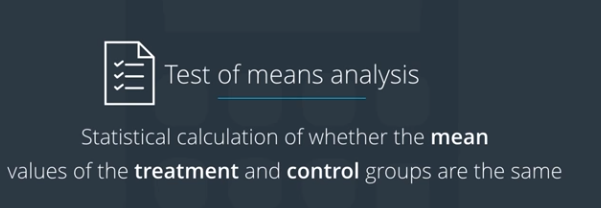 Test of means analysis
Statistical calculation of whether the mean
values of the treatment and control groups are the same